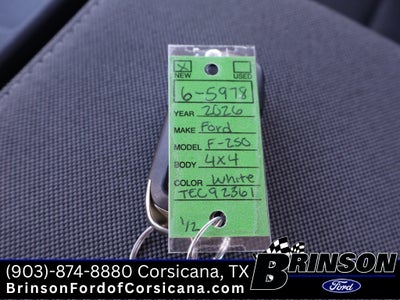 NEW USED
6-5978
YEAR 2026
MAKE Ford
MODEL F-250
BODY 4x4
COLOR White
TEC92361
1/2
(903)-874-8880 Corsicana, TX
BrinsonFordofCorsicana.com
BRINSON
Ford